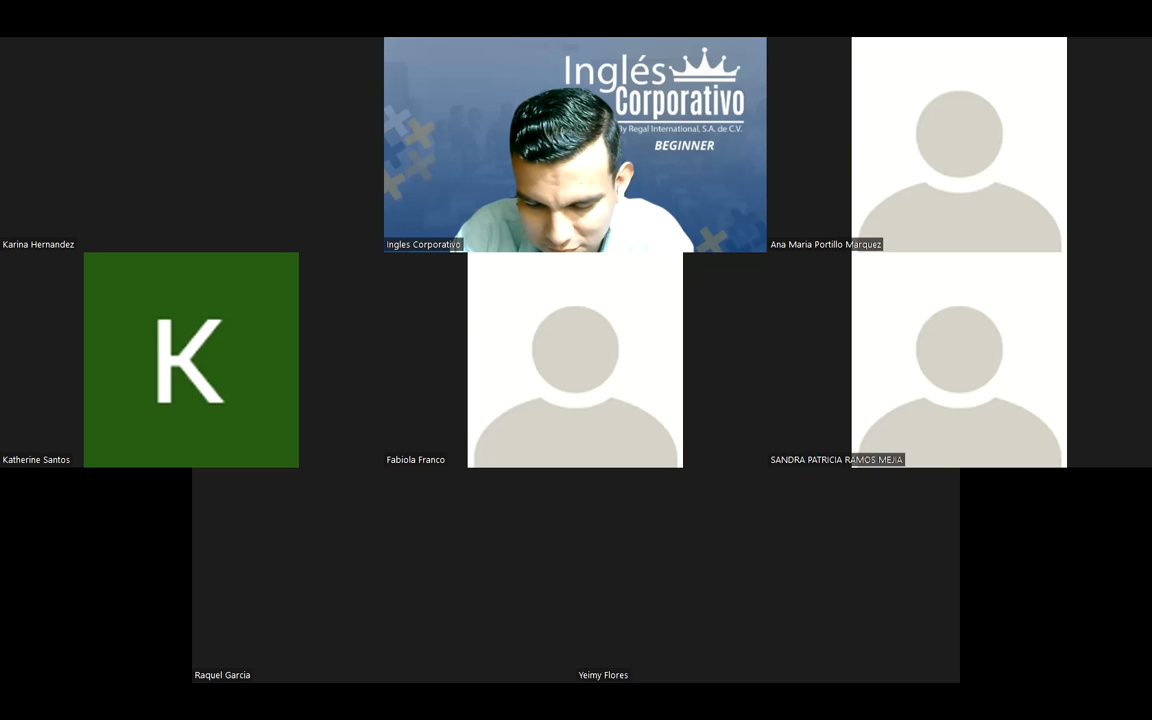 Inglés
Corporativo
By Regal International, S.A. de C.V.
BEGINNER
Karina Hernandez
Ingles Corporativo
Ana Maria Portillo Marquez
K
Katherine Santos
Fabiola Franco
SANDRA PATRICIA RAMOS MEJIA
Raquel Garcia
Yeimy Flores